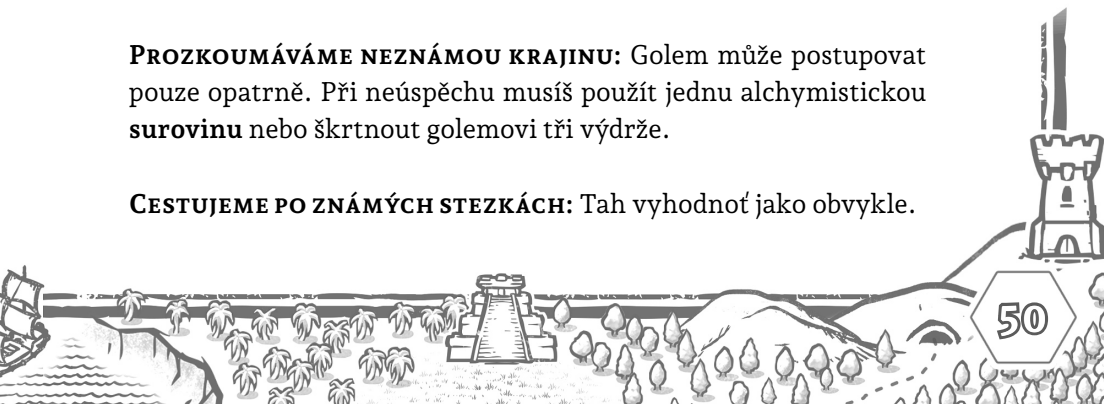 PROZKOUMÁVÁME NEZNÁMOU KRAJINU: Golem může postupovat
pouze opatrně. Při neúspěchu musíš použít jednu alchymistickou
surovinu nebo škrtnout golemovi tři výdrže.
CESTUJEME PO ZNÁMÝCH STEZKÁCH: Tah vyhodnoť jako obvykle.
50